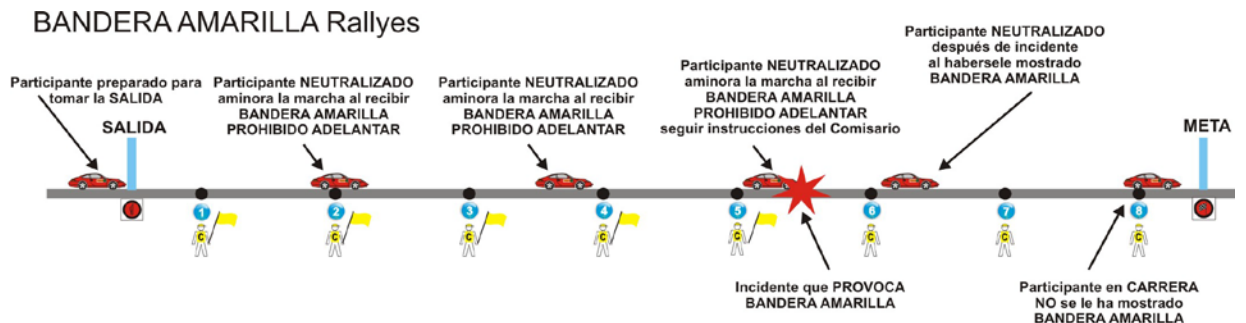 BANDERA AMARILLA Rallyes
Participante preparado para
tomar la SALIDA
SALIDA
Participante NEUTRALIZADO
aminora la marcha al recibir
BANDERA AMARILLA
PROHIBIDO ADELANTAR
Participante NEUTRALIZADO
aminora la marcha al recibir
BANDERA AMARILLA
PROHIBIDO ADELANTAR
Participante NEUTRALIZADO
aminora la marcha al recibir
BANDERA AMARILLA
PROHIBIDO ADELANTAR
seguir instrucciones del Comisario
Participante NEUTRALIZADO
después de incidente
al habersele mostrado
BANDERA AMARILLA
META
1 2 3 4 5 6 7 8
C C C C C C C C
Incidente que PROVOCA
BANDERA AMARILLA
Participante en CARRERA
NO se le ha mostrado
BANDERA AMARILLA